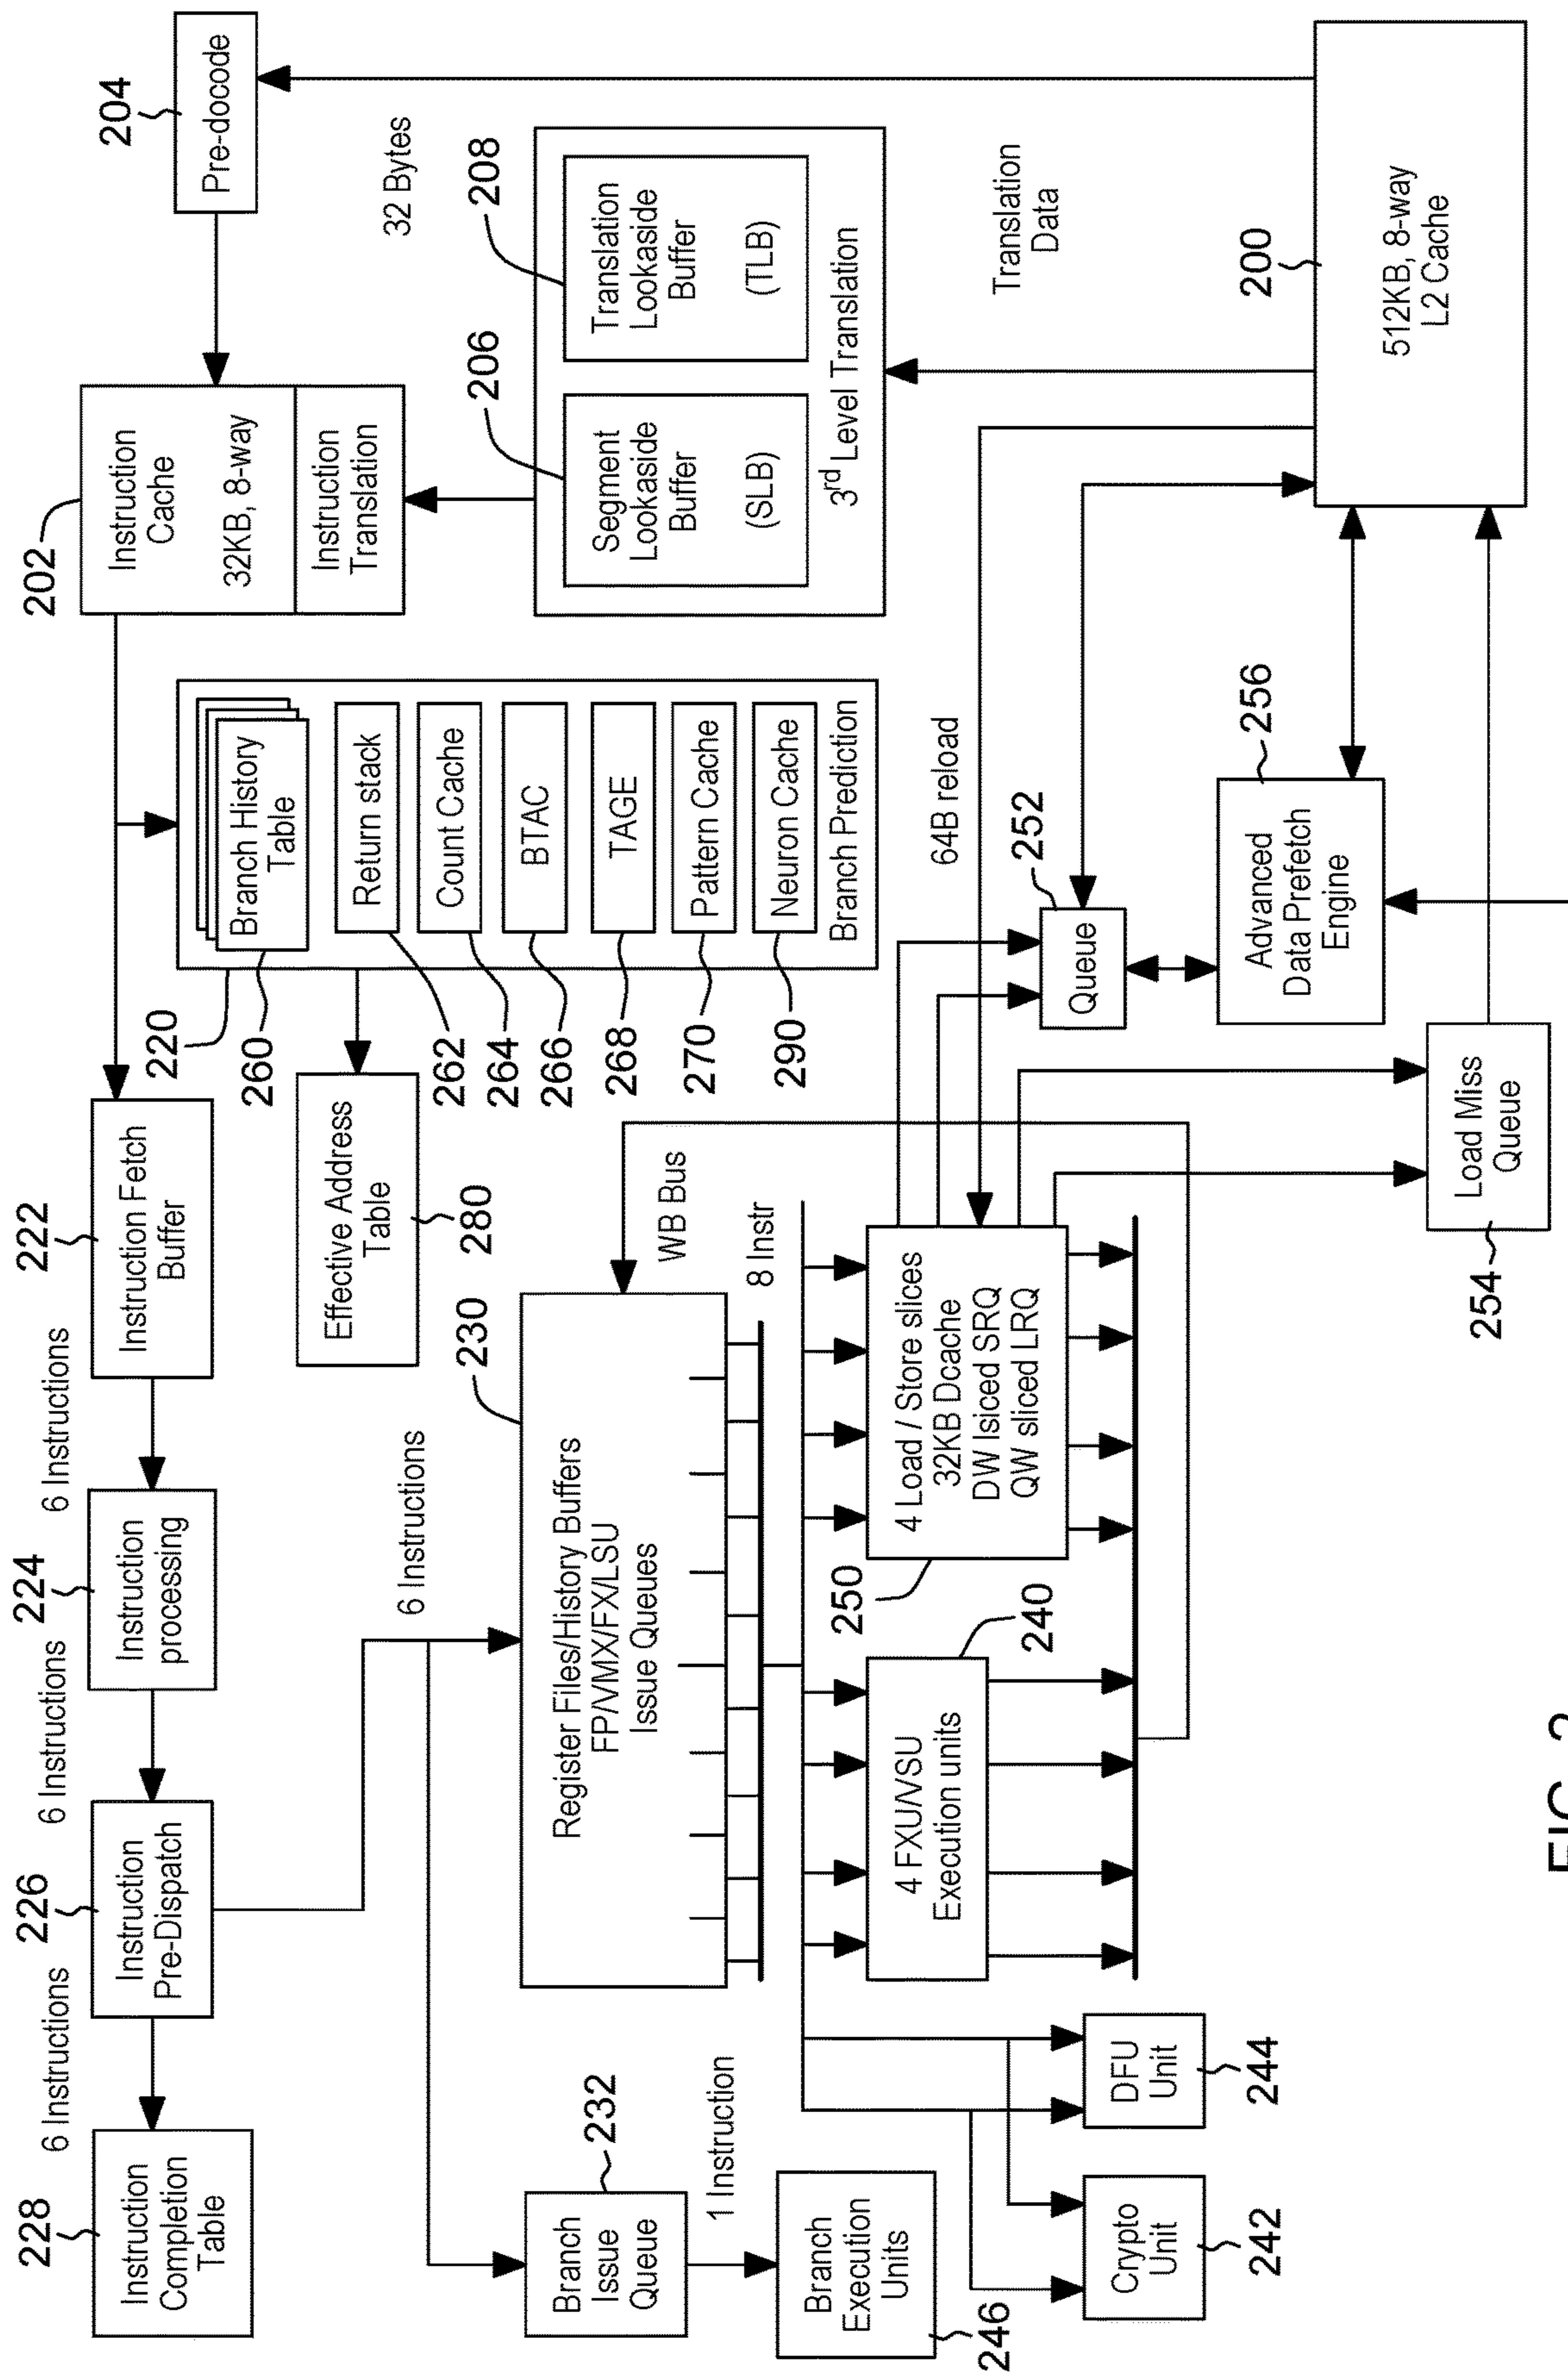 228
6 Instructions
226
6 Instructions
224
6 Instructions
222
202
204
Instruction
Completion
Table
Instruction
Pre-Dispatch
Instruction
processing
Instruction Fetch
Buffer
Instruction
Cache
32KB, 8-way
Instruction
Translation
Pre-docode
32 Bytes
220
260
Branch History
Table
Effective Address
Table
280
262
Return stack
264
Count Cache
266
BTAC
268
TAGE
270
Pattern Cache
290
Neuron Cache
Branch Prediction
206
208
Segment
Lookaside
Buffer
(SLB)
Translation
Lookaside
Buffer
(TLB)
3rd Level Translation
Translation
Data
6 Instructions
230
Register Files/History Buffers
FP/VMX/FX/LSU
Issue Queues
WB Bus
8 Instr
232
Branch
Issue
Queue
1 Instruction
Branch
Execution
Units
246
4 FXU/VSU
Execution units
240
250
4 Load / Store slices
32KB Dcache
DW lsiced SRQ
QW sliced LRQ
64B reload
252
Queue
256
Advanced
Data Prefetch
Engine
200
512KB, 8-way
L2 Cache
Crypto
Unit
242
DFU
Unit
244
Load Miss
Queue
254
FIG. 2